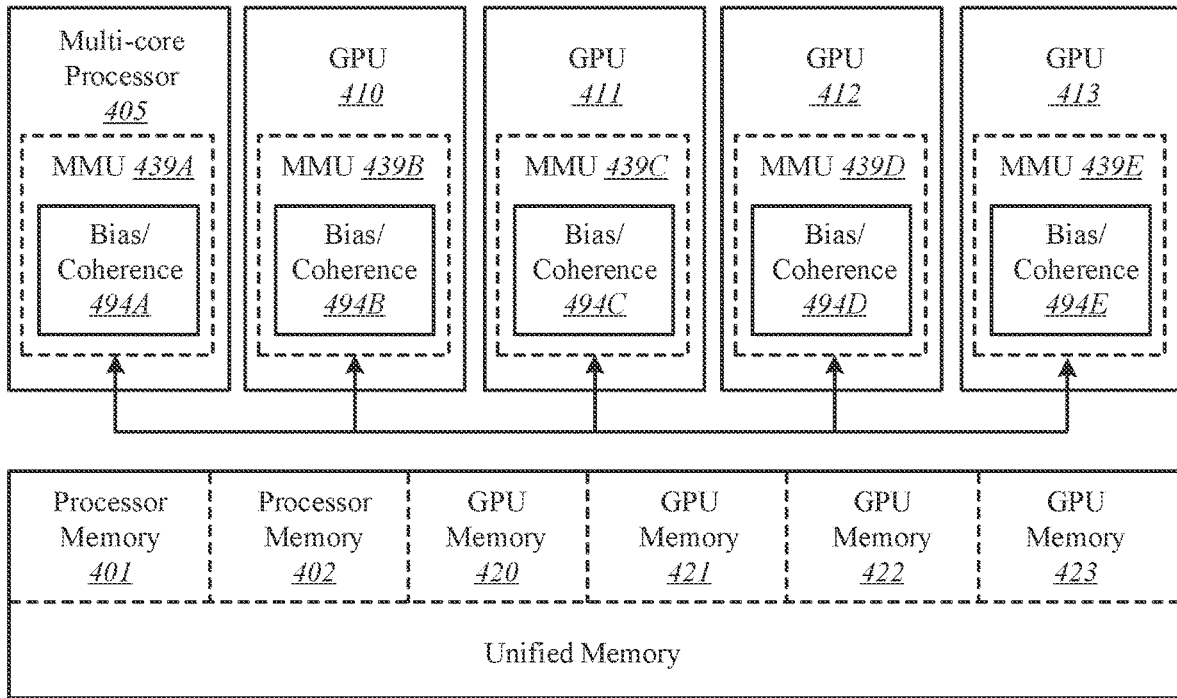 Multi-core
Processor
405
MMU 439A
Bias/
Coherence
494A
GPU
410
MMU 439B
Bias/
Coherence
494B
GPU
411
MMU 439C
Bias/
Coherence
494C
GPU
412
MMU 439D
Bias/
Coherence
494D
GPU
413
MMU 439E
Bias/
Coherence
494E
Processor
Memory
401
Processor
Memory
402
GPU
Memory
420
GPU
Memory
421
GPU
Memory
422
GPU
Memory
423
Unified Memory